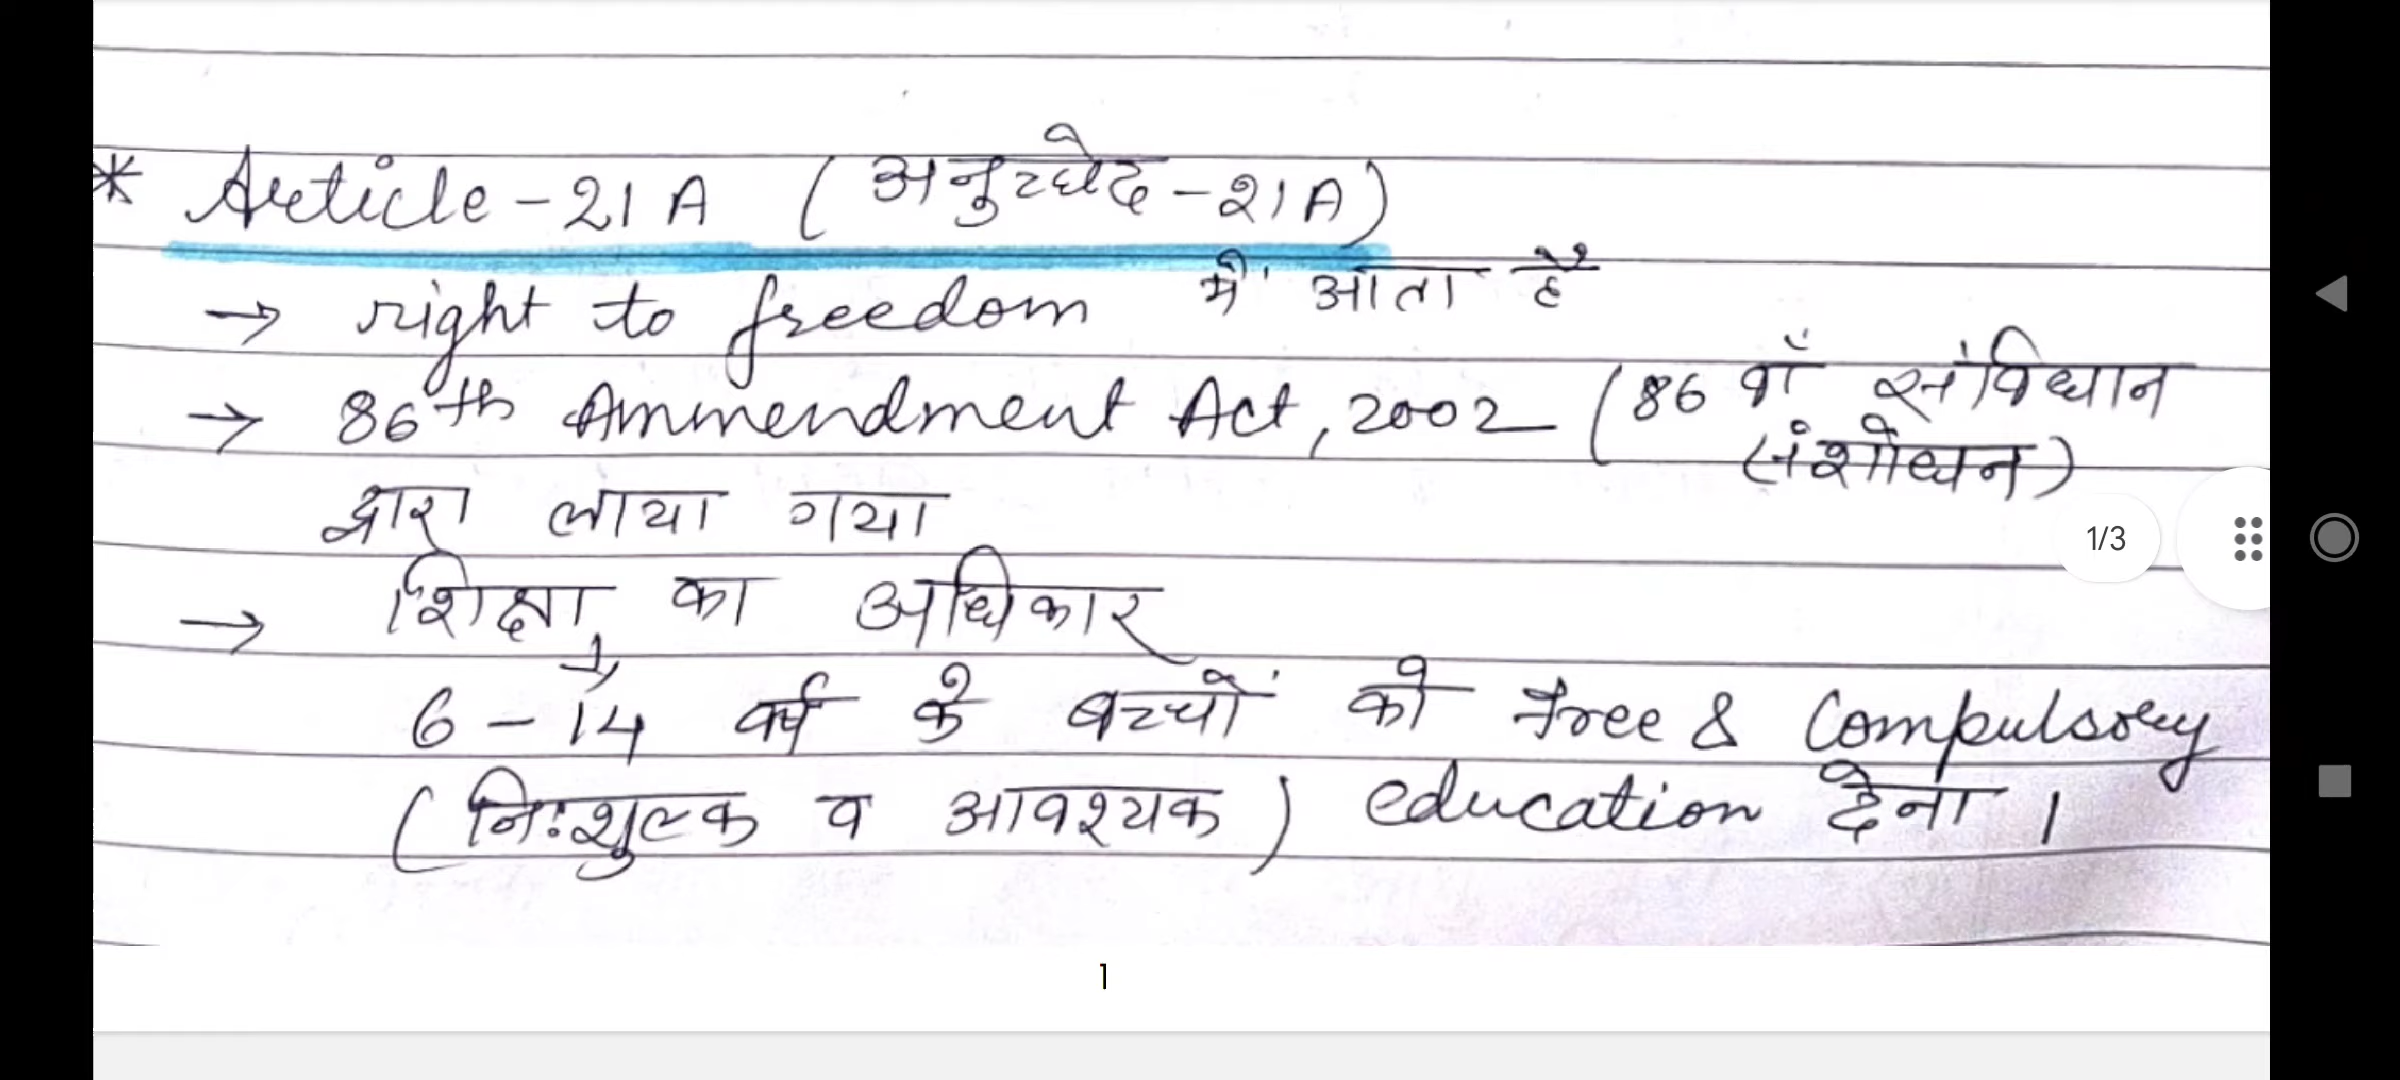 * Article - 21 A ( अनुच्छेद - 21 A )
→ right to freedom में आता है
→ 86th Ammendment Act, 2002 ( 86 वाँ संविधान
संशोधन )
द्वारा लाया गया
1/3
→ शिक्षा का अधिकार
↳
6 - 14 वर्ष के बच्चों को Free & Compulsory
( निःशुल्क व आवश्यक ) education देना ।
1